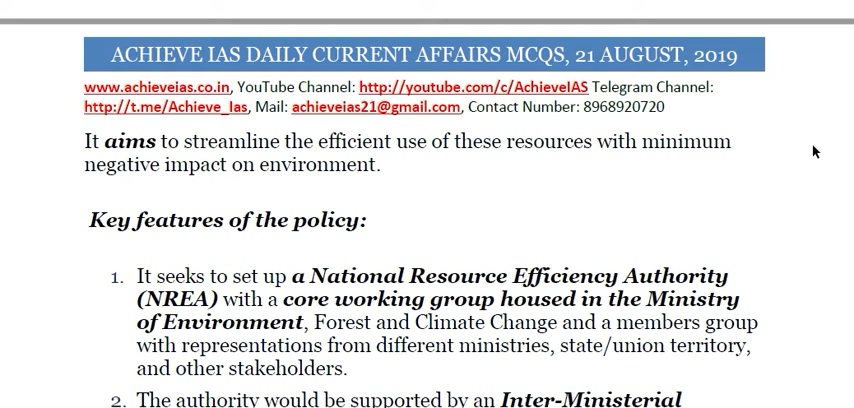 ACHIEVE IAS DAILY CURRENT AFFAIRS MCQS, 21 AUGUST, 2019
www.achieveias.co.in, YouTube Channel: http://youtube.com/c/AchieveIAS Telegram Channel:
http://t.me/Achieve_Ias, Mail: achieveias21@gmail.com, Contact Number: 8968920720
It aims to streamline the efficient use of these resources with minimum
negative impact on environment.
Key features of the policy:
1. It seeks to set up a National Resource Efficiency Authority
(NREA) with a core working group housed in the Ministry
of Environment, Forest and Climate Change and a members group
with representations from different ministries, state/union territory,
and other stakeholders.
2. The authority would be supported by an Inter-Ministerial